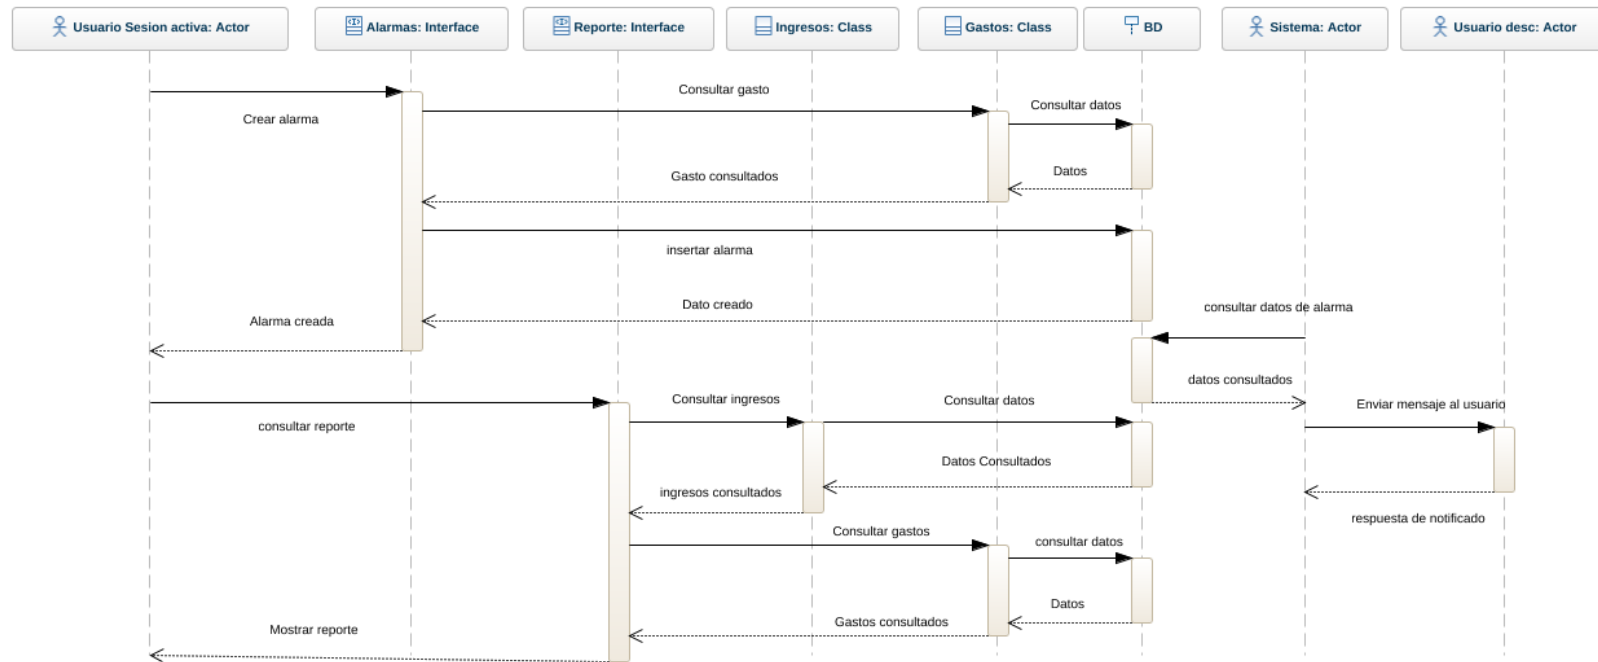 Usuario Sesion activa: Actor
Alarmas: Interface
Reporte: Interface
Ingresos: Class
Gastos: Class
BD
Sistema: Actor
Usuario desc: Actor
Consultar gasto
Consultar datos
Crear alarma
Datos
Gasto consultados
insertar alarma
Dato creado
consultar datos de alarma
Alarma creada
datos consultados
Consultar ingresos
Consultar datos
Enviar mensaje al usuario
consultar reporte
Datos Consultados
ingresos consultados
respuesta de notificado
Consultar gastos
consultar datos
Datos
Gastos consultados
Mostrar reporte